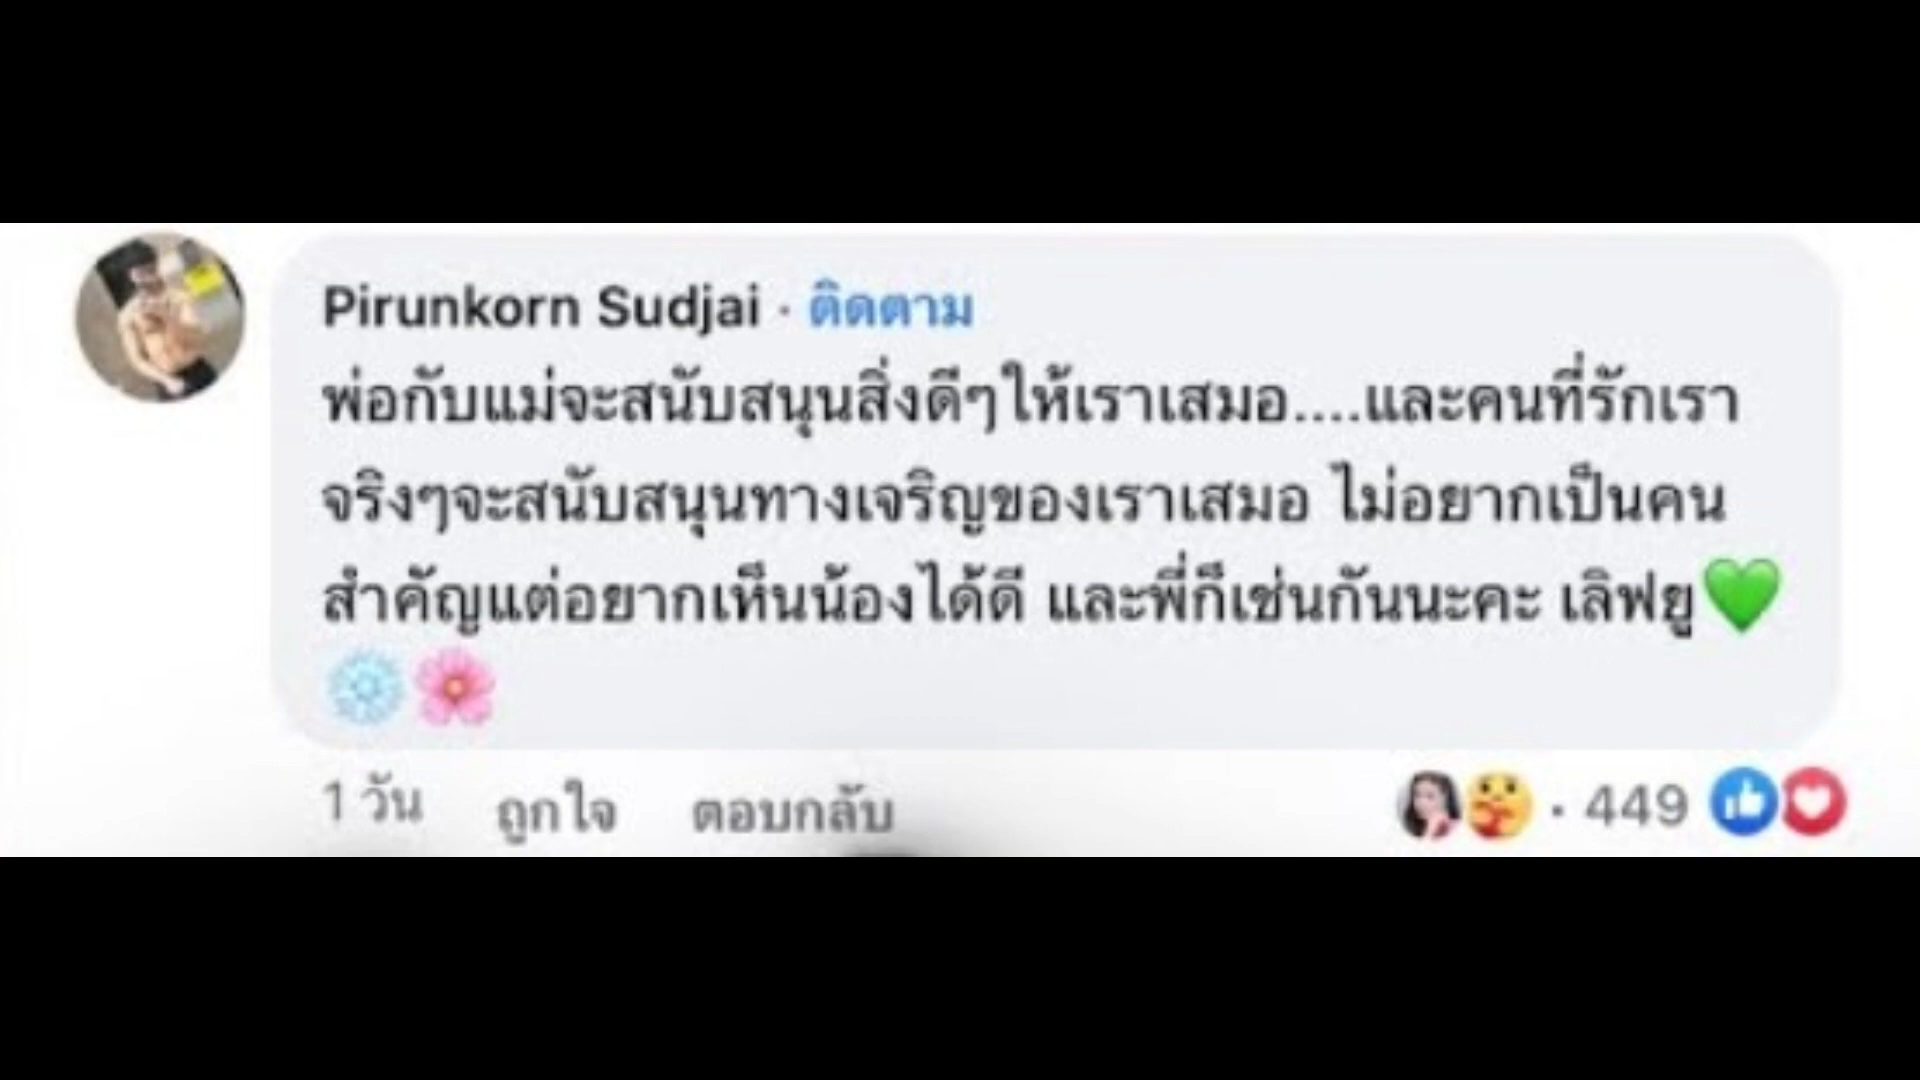 Pirunkorn Sudjai · ติดตาม
พ่อกับแม่จะสนับสนุนสิ่งดีๆให้เราเสมอ....และคนที่รักเรา
จริงๆจะสนับสนุนทางเจริญของเราเสมอ ไม่อยากเป็นคน
สำคัญแต่อยากเห็นน้องได้ดี และพี่ก็เช่นกันนะคะ เลิฟยู💚
❄️🌸
1 วัน ถูกใจ ตอบกลับ · 449